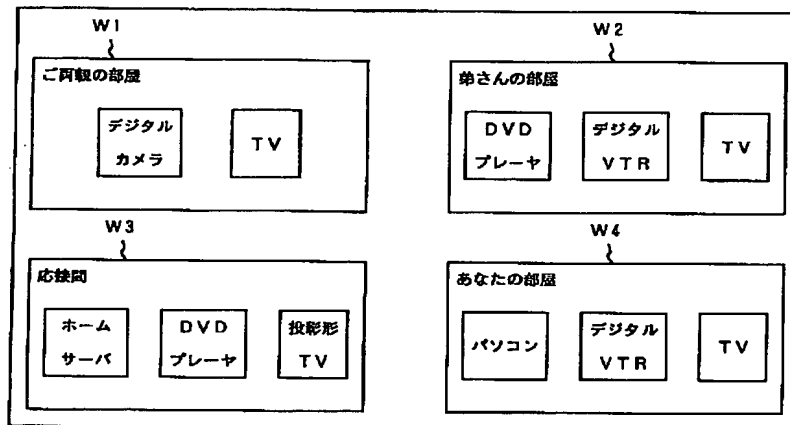 W1
ご両親の部屋
デジタル
カメラ
TV
W2
弟さんの部屋
DVD
プレーヤ
デジタル
VTR
TV
W3
応接間
ホーム
サーバ
DVD
プレーヤ
投影形
TV
W4
あなたの部屋
パソコン
デジタル
VTR
TV